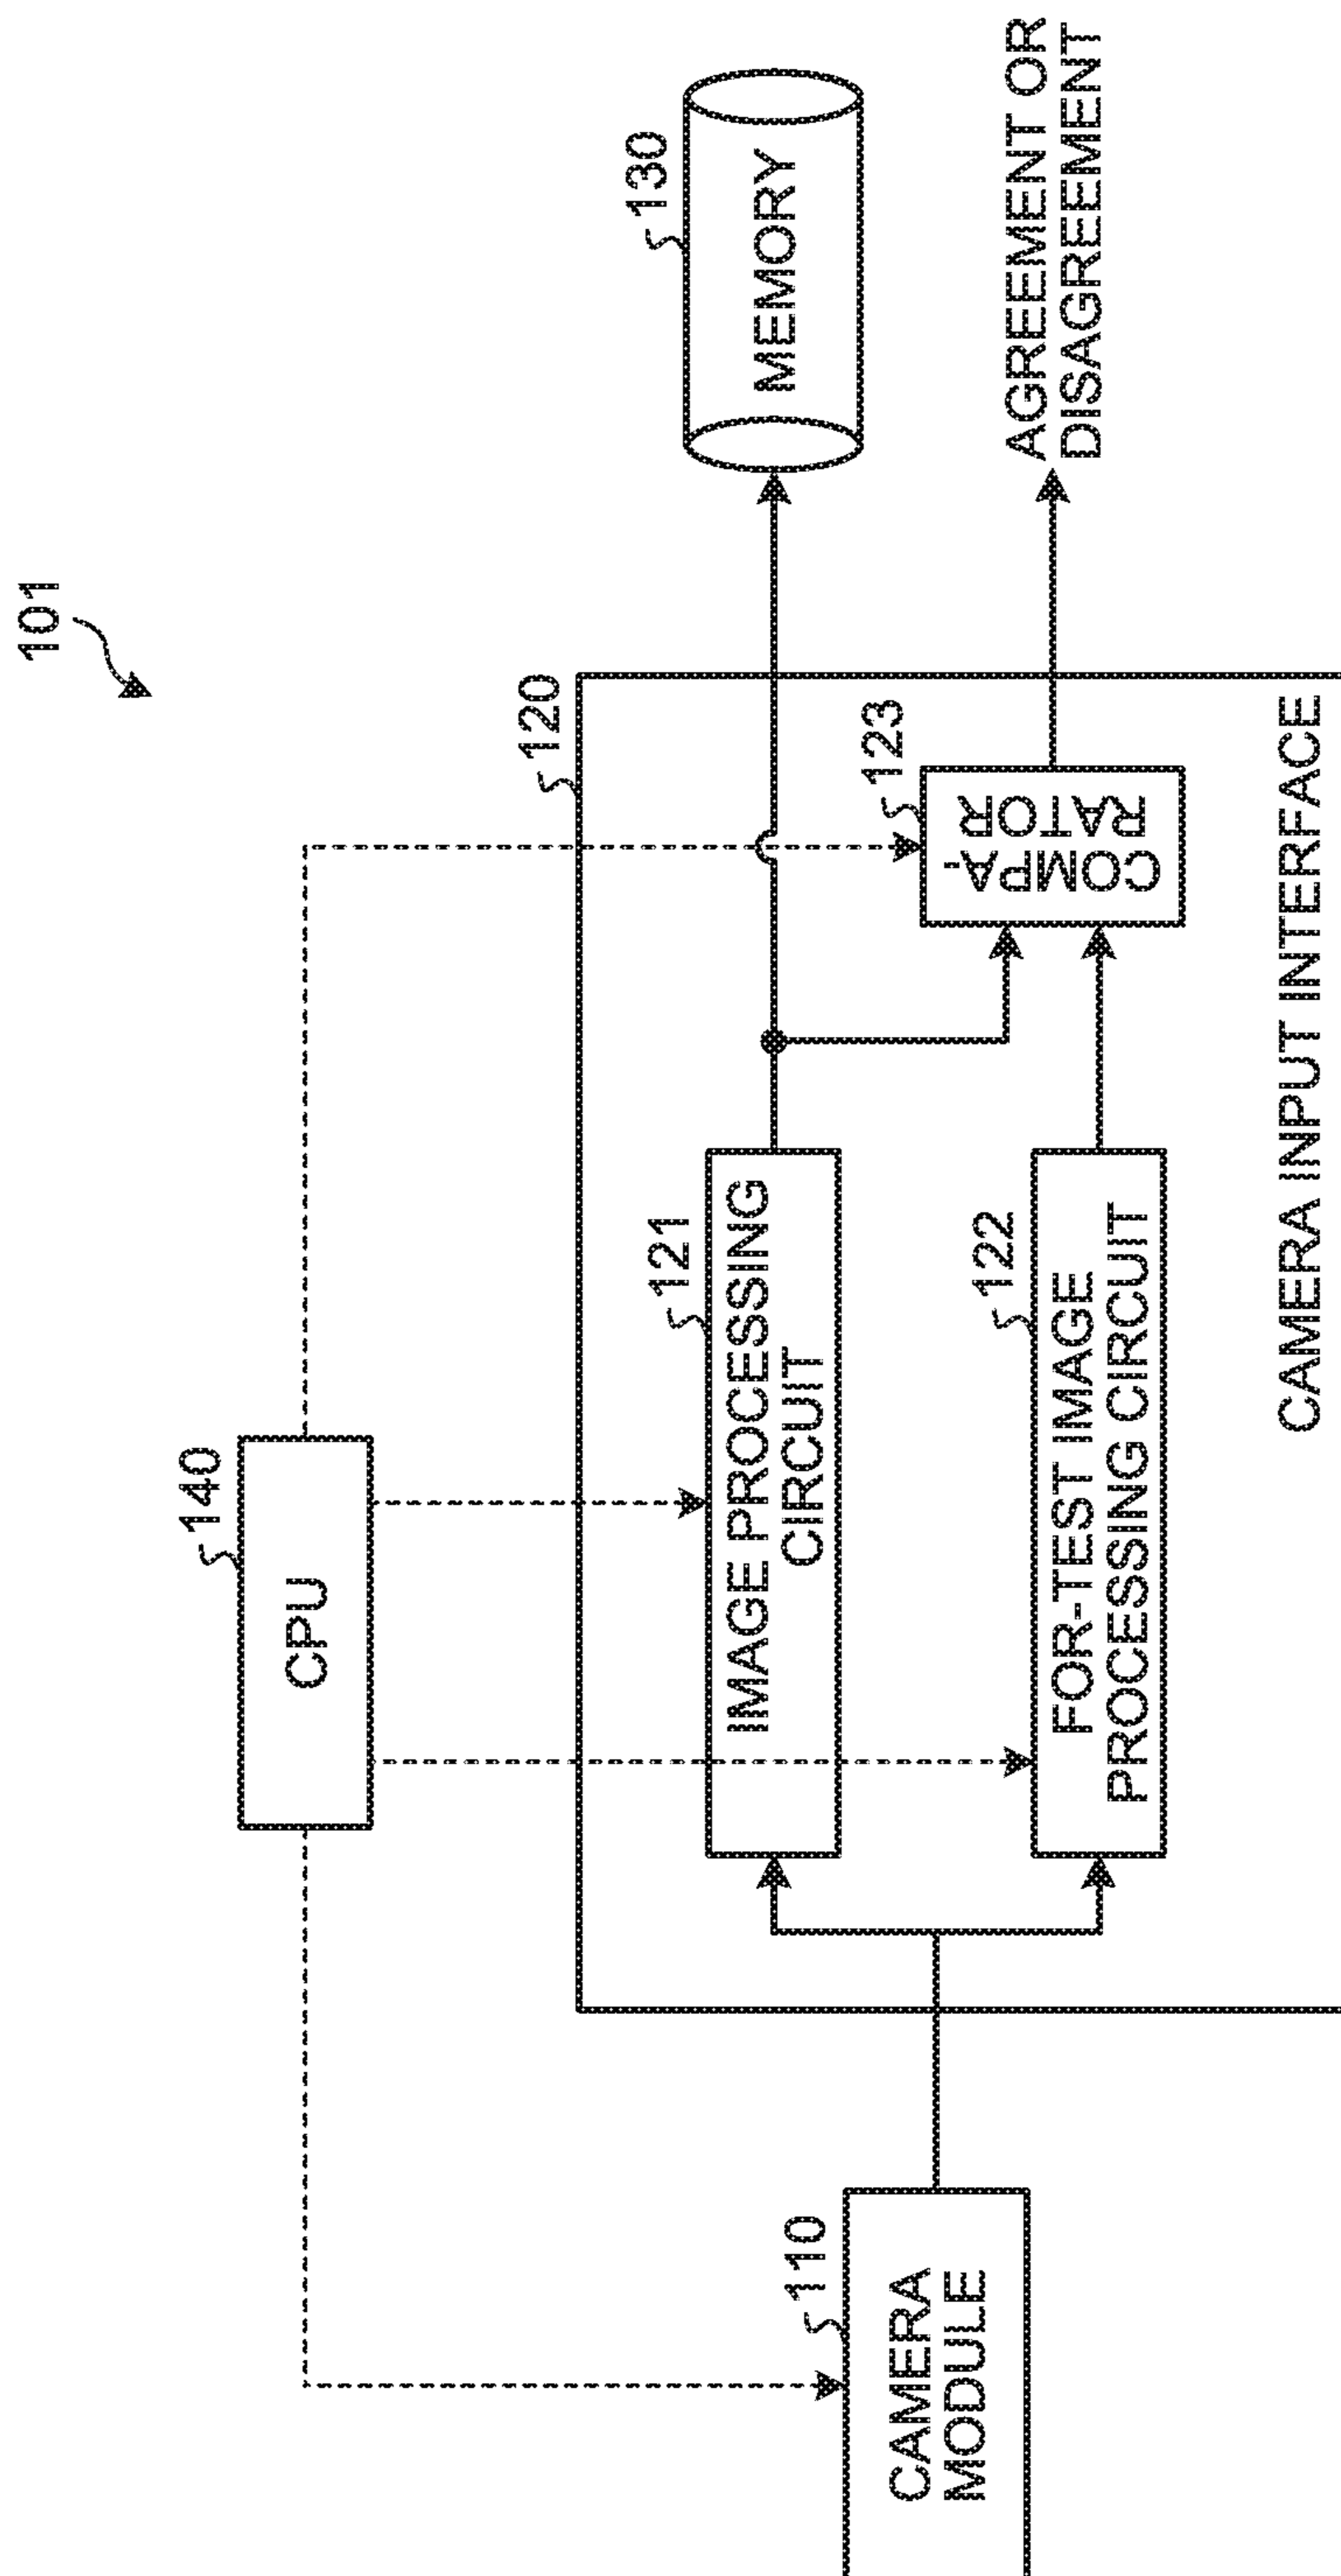 101
140
CPU
130
MEMORY
120
121
IMAGE PROCESSING
CIRCUIT
123
COMPA-
RATOR
AGREEMENT OR
DISAGREEMENT
110
CAMERA
MODULE
122
FOR-TEST IMAGE
PROCESSING CIRCUIT
CAMERA INPUT INTERFACE